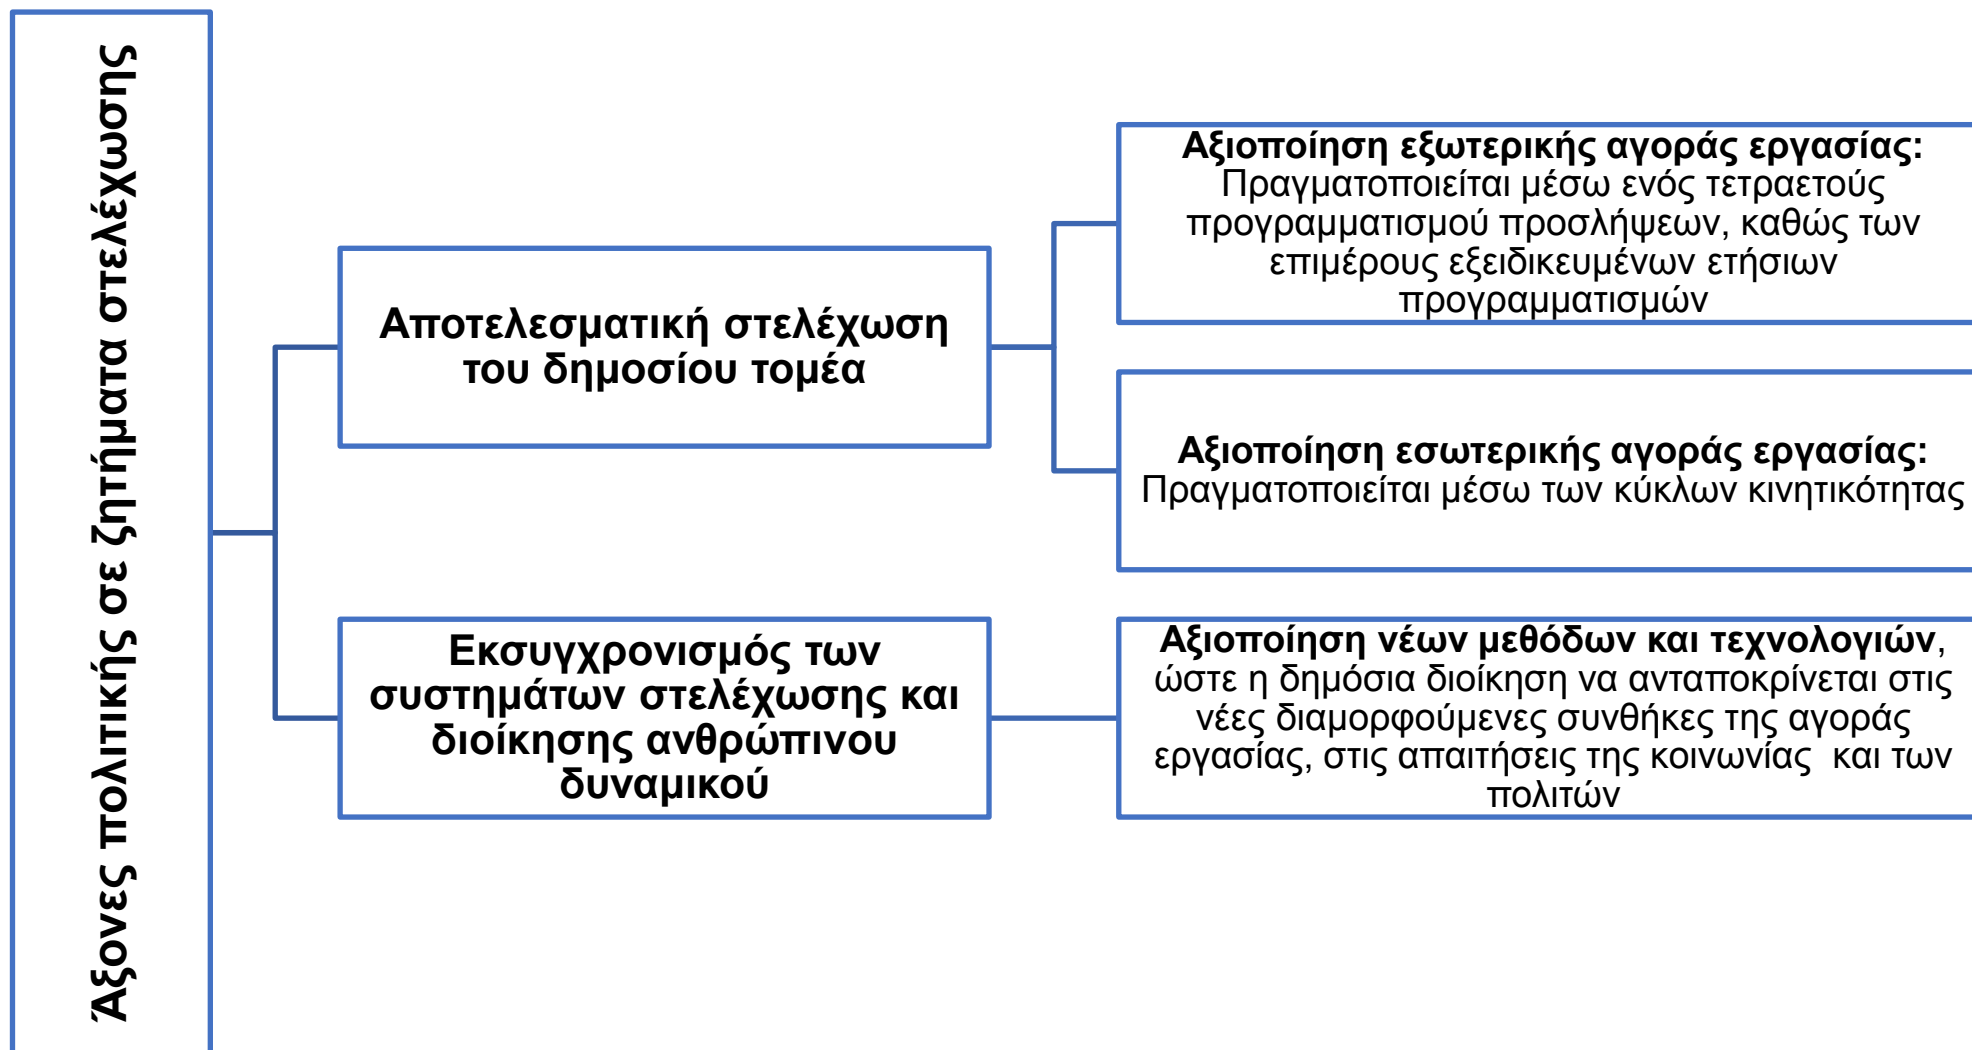 Άξονες πολιτικής σε ζητήματα στελέχωσης
Αποτελεσματική στελέχωση
του δημοσίου τομέα
Αξιοποίηση εξωτερικής αγοράς εργασίας:
Πραγματοποιείται μέσω ενός τετραετούς
προγραμματισμού προσλήψεων, καθώς των
επιμέρους εξειδικευμένων ετήσιων
προγραμματισμών
Αξιοποίηση εσωτερικής αγοράς εργασίας:
Πραγματοποιείται μέσω των κύκλων κινητικότητας
Εκσυγχρονισμός των
συστημάτων στελέχωσης και
διοίκησης ανθρώπινου
δυναμικού
Αξιοποίηση νέων μεθόδων και τεχνολογιών,
ώστε η δημόσια διοίκηση να ανταποκρίνεται στις
νέες διαμορφούμενες συνθήκες της αγοράς
εργασίας, στις απαιτήσεις της κοινωνίας  και των
πολιτών